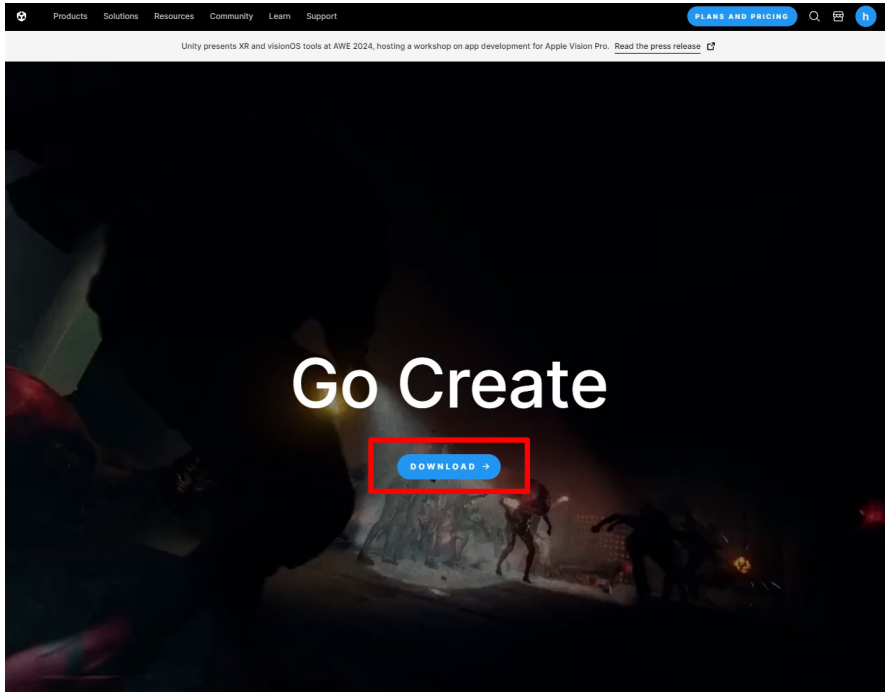 Products Solutions Resources Community Learn Support PLANS AND PRICING h
Unity presents XR and visionOS tools at AWE 2024, hosting a workshop on app development for Apple Vision Pro. Read the press release
Go Create
DOWNLOAD →